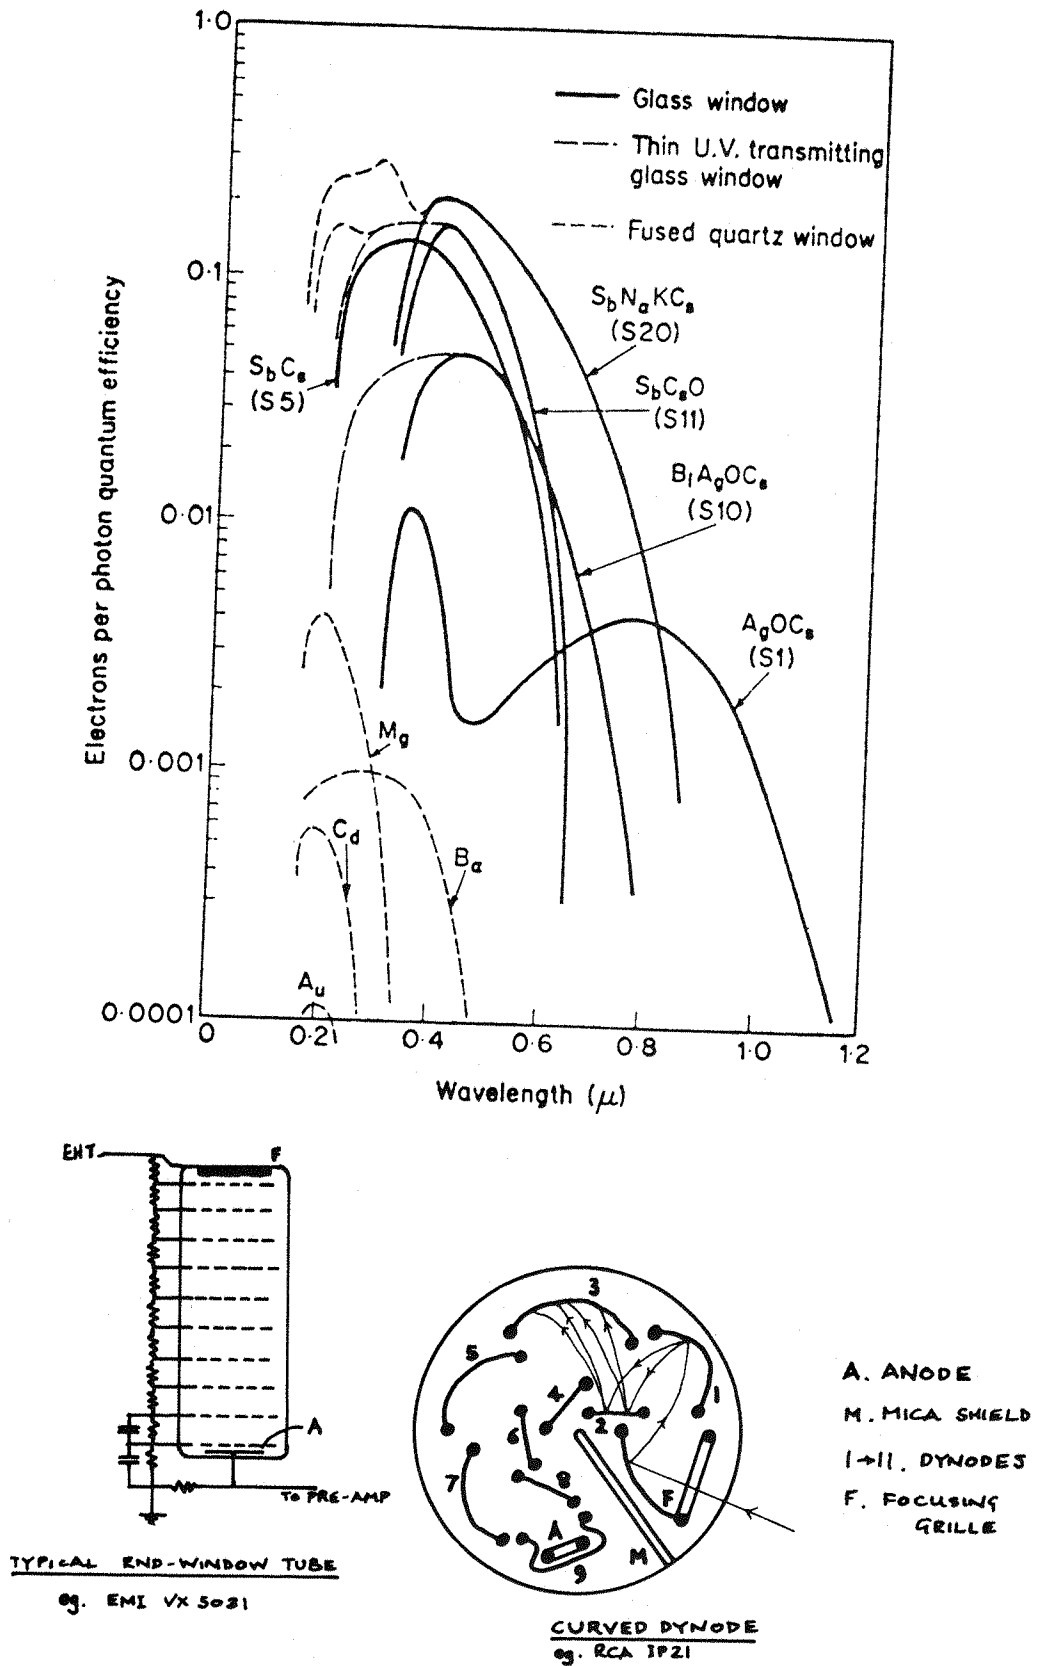 1·0
Glass window
Thin U.V. transmitting
glass window
Fused quartz window
0·1
SbNaKCs
(S20)
SbCs
(S5)
SbCsO
(S11)
BiAgOCs
(S10)
0·01
AgOCs
(S1)
Mg
0·001
Cd
Ba
Au
0·0001
Electrons per photon quantum efficiency
0
0·2
0·4
0·6
0·8
1·0
1·2
Wavelength (μ)
EHT
F
A
TO PRE-AMP
TYPICAL END-WINDOW TUBE
eg. EMI VX 5031
3
5
1
4
2
6
7
8
F
A
M
9
CURVED DYNODE
eg. RCA IP21
A. ANODE
M. MICA SHIELD
1→11. DYNODES
F. FOCUSING
GRILLE